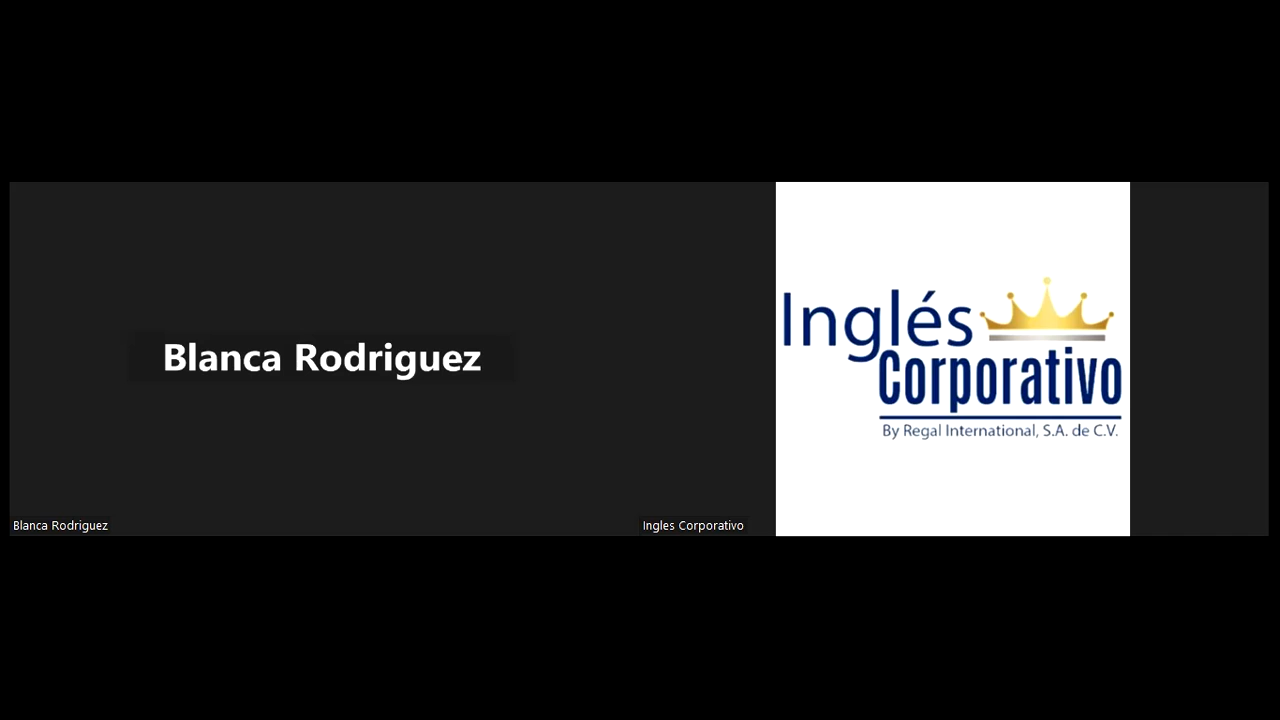 Blanca Rodriguez
Inglés
Corporativo
By Regal International, S.A. de C.V.
Blanca Rodriguez
Ingles Corporativo